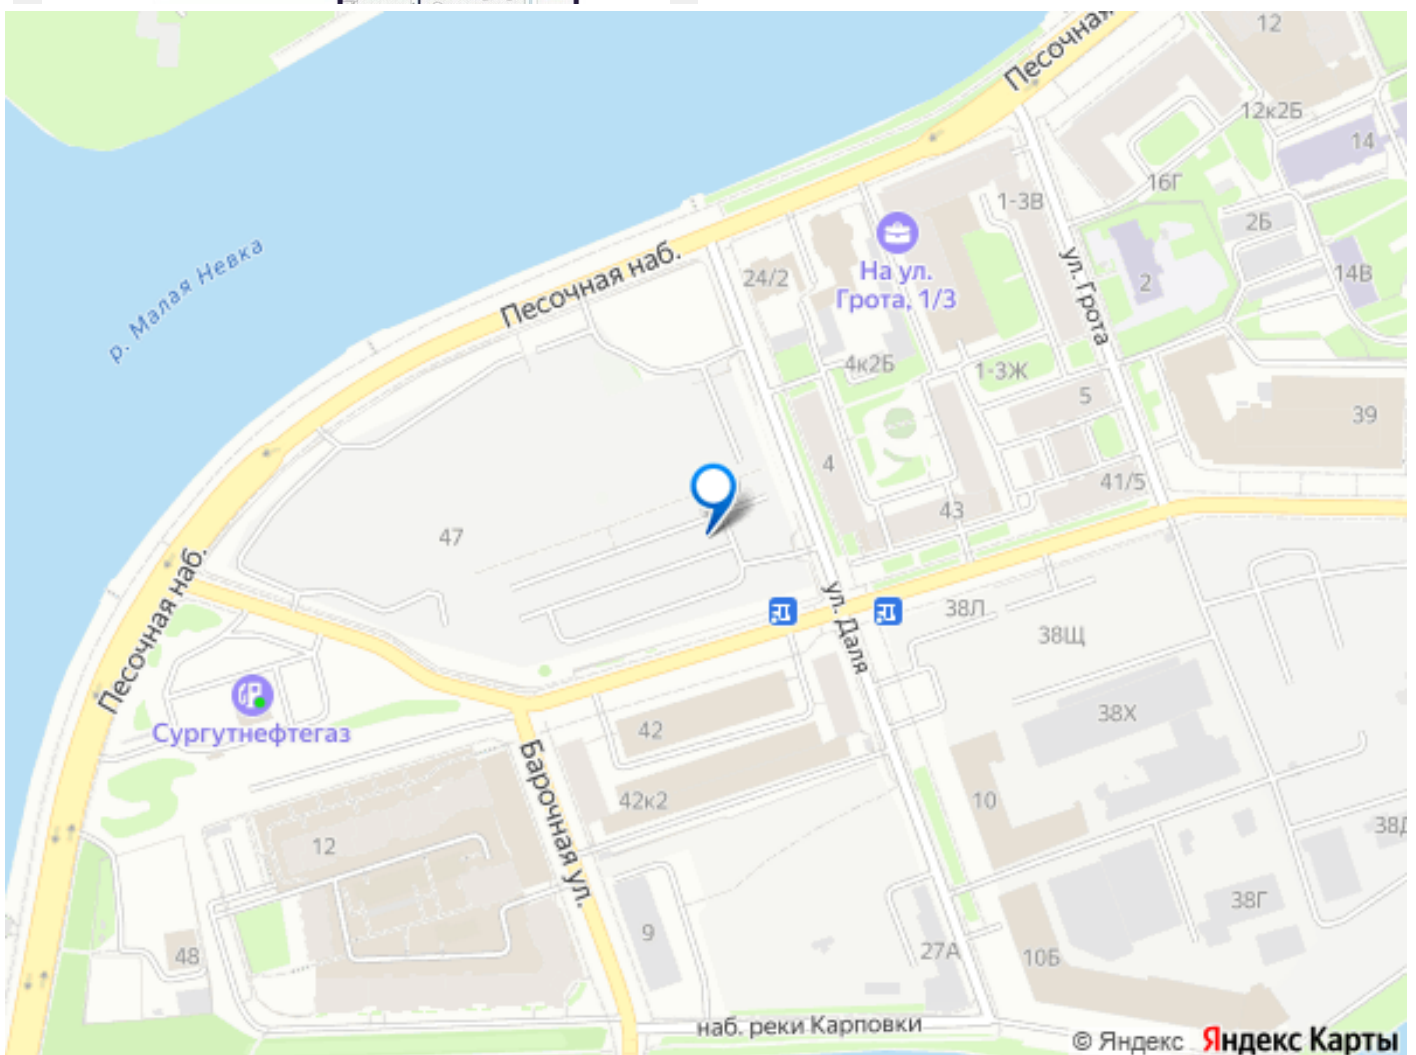 12
Песочная
12к2Б
14
16Г
1-3В
2Б
р. Малая Невка
Песочная наб.
24/2
На ул.
Грота, 1/3
ул. Грота
2
14В
4к2Б
1-3Ж
5
39
4
41/5
43
47
Песочная наб.
ул. Даля
38Л
38Щ
Сургутнефтегаз
42
38Х
Барочная ул.
42к2
10
12
38Г
9
48
27А
10Б
наб. реки Карповки
© Яндекс Яндекс Карты